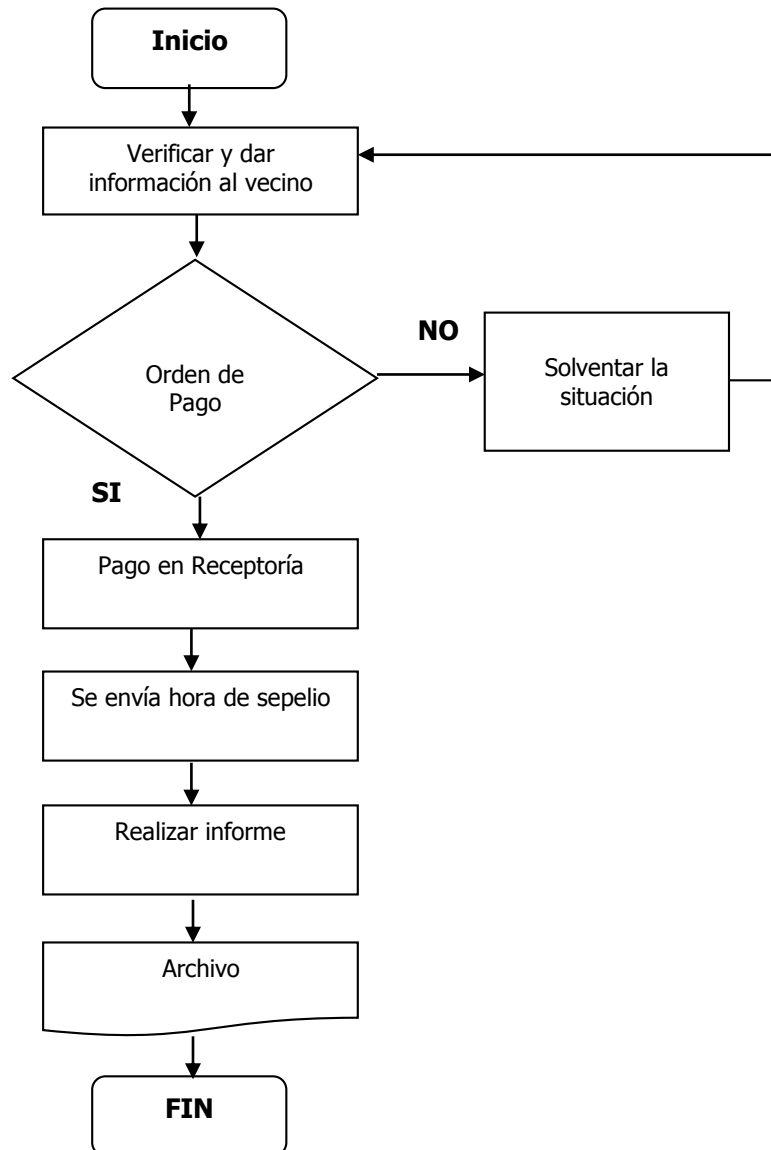 Inicio
Verificar y dar
información al vecino
NO
Orden de
Pago
Solventar la
situación
SI
Pago en Receptoría
Se envía hora de sepelio
Realizar informe
Archivo
FIN